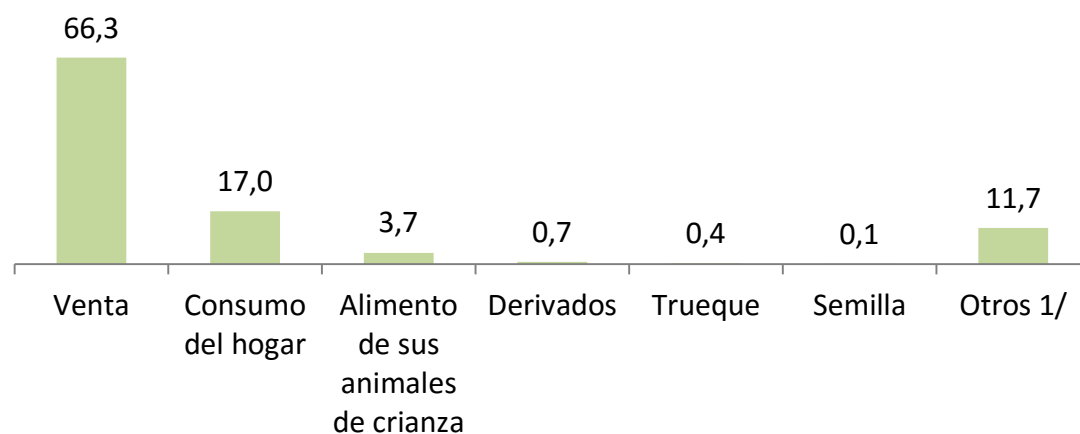 66,3
17,0
3,7
0,7
0,4
0,1
11,7
Venta
Consumo
del hogar
Alimento
de sus
animales
de crianza
Derivados
Trueque
Semilla
Otros 1/